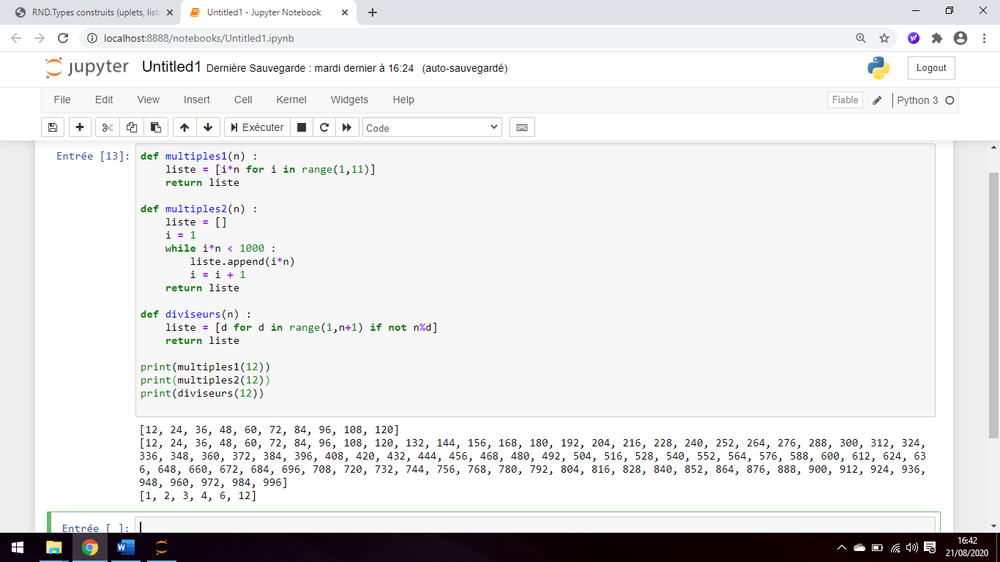 RND.Types construits (uplets, list
Untitled1 - Jupyter Notebook
localhost:8888/notebooks/Untitled1.ipynb
jupyter Untitled1 Dernière Sauvegarde : mardi dernier à 16:24 (auto-sauvegardé)
Logout
File Edit View Insert Cell Kernel Widgets Help
Fiable Python 3
Exécuter Code
Entrée [13]:
def multiples1(n) :
    liste = [i*n for i in range(1,11)]
    return liste

def multiples2(n) :
    liste = []
    i = 1
    while i*n < 1000 :
        liste.append(i*n)
        i = i + 1
    return liste

def diviseurs(n) :
    liste = [d for d in range(1,n+1) if not n%d]
    return liste

print(multiples1(12))
print(multiples2(12))
print(diviseurs(12))

[12, 24, 36, 48, 60, 72, 84, 96, 108, 120]
[12, 24, 36, 48, 60, 72, 84, 96, 108, 120, 132, 144, 156, 168, 180, 192, 204, 216, 228, 240, 252, 264, 276, 288, 300, 312, 324,
336, 348, 360, 372, 384, 396, 408, 420, 432, 444, 456, 468, 480, 492, 504, 516, 528, 540, 552, 564, 576, 588, 600, 612, 624, 63
6, 648, 660, 672, 684, 696, 708, 720, 732, 744, 756, 768, 780, 792, 804, 816, 828, 840, 852, 864, 876, 888, 900, 912, 924, 936,
948, 960, 972, 984, 996]
[1, 2, 3, 4, 6, 12]
Entrée [ ]:
16:42
21/08/2020